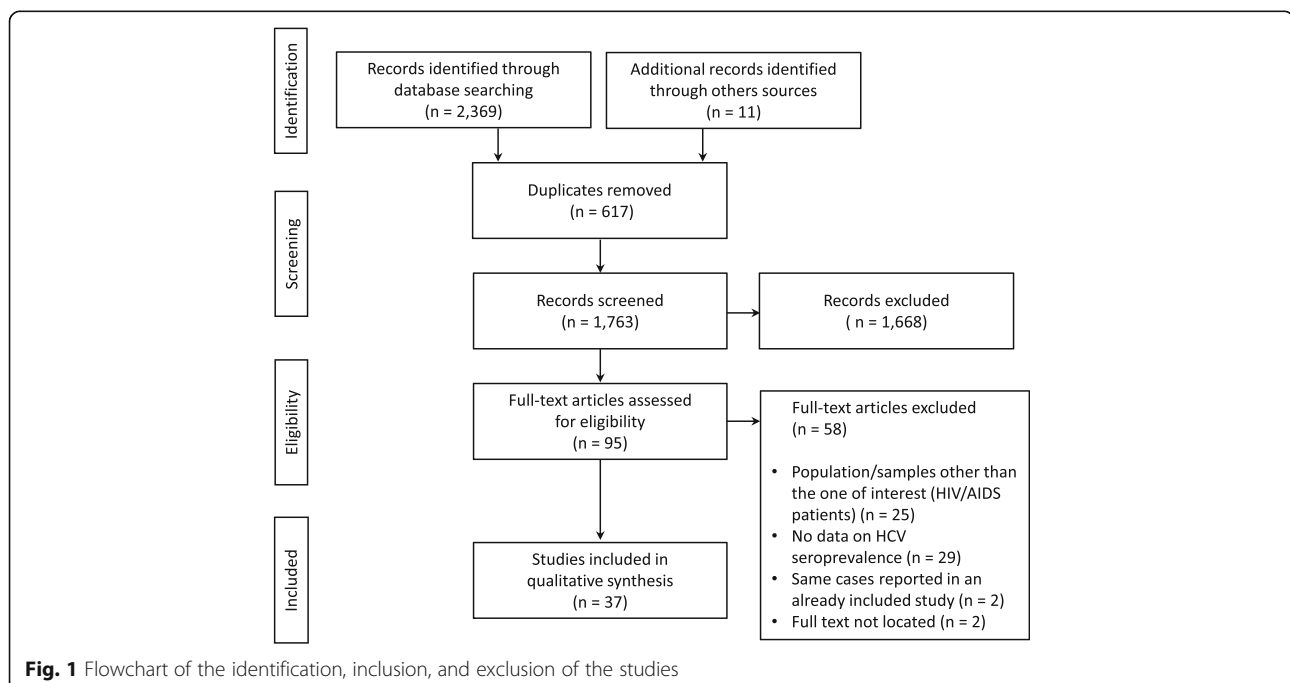 Identification
Records identified through
database searching
(n = 2,369)
Additional records identified
through others sources
(n = 11)
Screening
Duplicates removed
(n = 617)
Records screened
(n = 1,763)
Records excluded
( n = 1,668)
Eligibility
Full-text articles assessed
for eligibility
(n = 95)
Full-text articles excluded
(n = 58)
• Population/samples other than
the one of interest (HIV/AIDS
patients) (n = 25)
• No data on HCV
seroprevalence (n = 29)
• Same cases reported in an
already included study (n = 2)
• Full text not located (n = 2)
Included
Studies included in
qualitative synthesis
(n = 37)
Fig. 1 Flowchart of the identification, inclusion, and exclusion of the studies